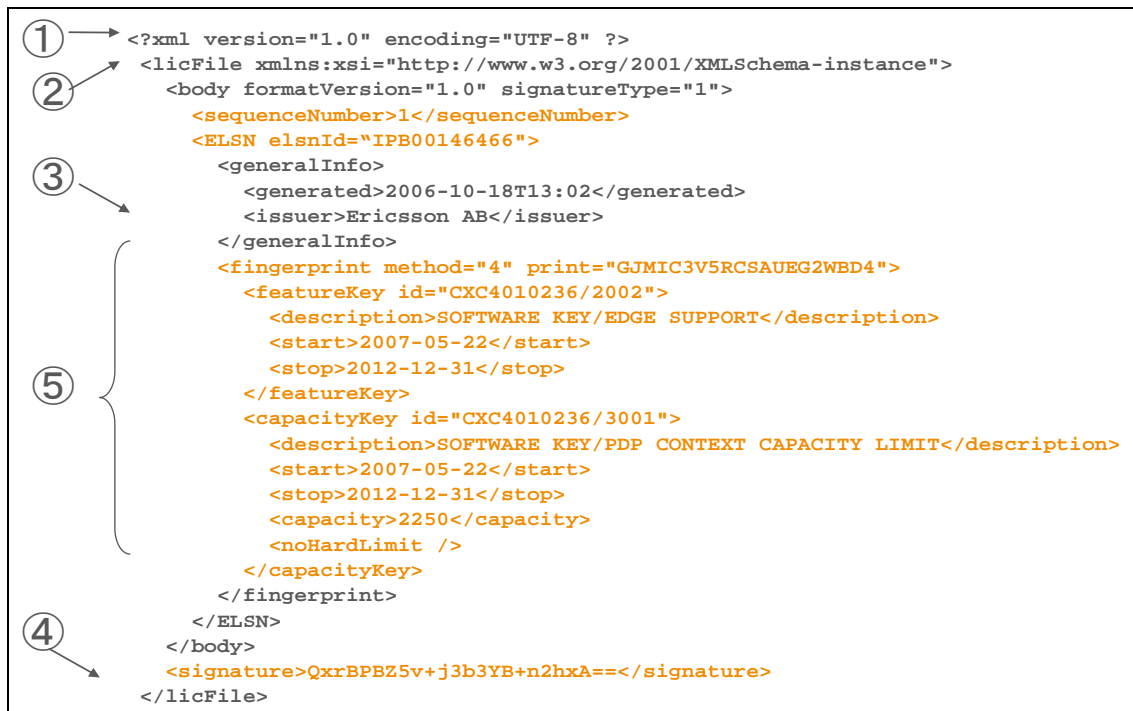 ① <?xml version="1.0" encoding="UTF-8" ?>
② <licFile xmlns:xsi="http://www.w3.org/2001/XMLSchema-instance">
<body formatVersion="1.0" signatureType="1">
<sequenceNumber>1</sequenceNumber>
<ELSN elsnId=“IPB00146466">
<generalInfo>
③ <generated>2006-10-18T13:02</generated>
<issuer>Ericsson AB</issuer>
</generalInfo>
<fingerprint method="4" print="GJMIC3V5RCSAUEG2WBD4">
<featureKey id="CXC4010236/2002">
<description>SOFTWARE KEY/EDGE SUPPORT</description>
<start>2007-05-22</start>
<stop>2012-12-31</stop>
⑤ </featureKey>
<capacityKey id="CXC4010236/3001">
<description>SOFTWARE KEY/PDP CONTEXT CAPACITY LIMIT</description>
<start>2007-05-22</start>
<stop>2012-12-31</stop>
<capacity>2250</capacity>
<noHardLimit />
</capacityKey>
</fingerprint>
</ELSN>
④ </body>
<signature>QxrBPBZ5v+j3b3YB+n2hxA==</signature>
</licFile>